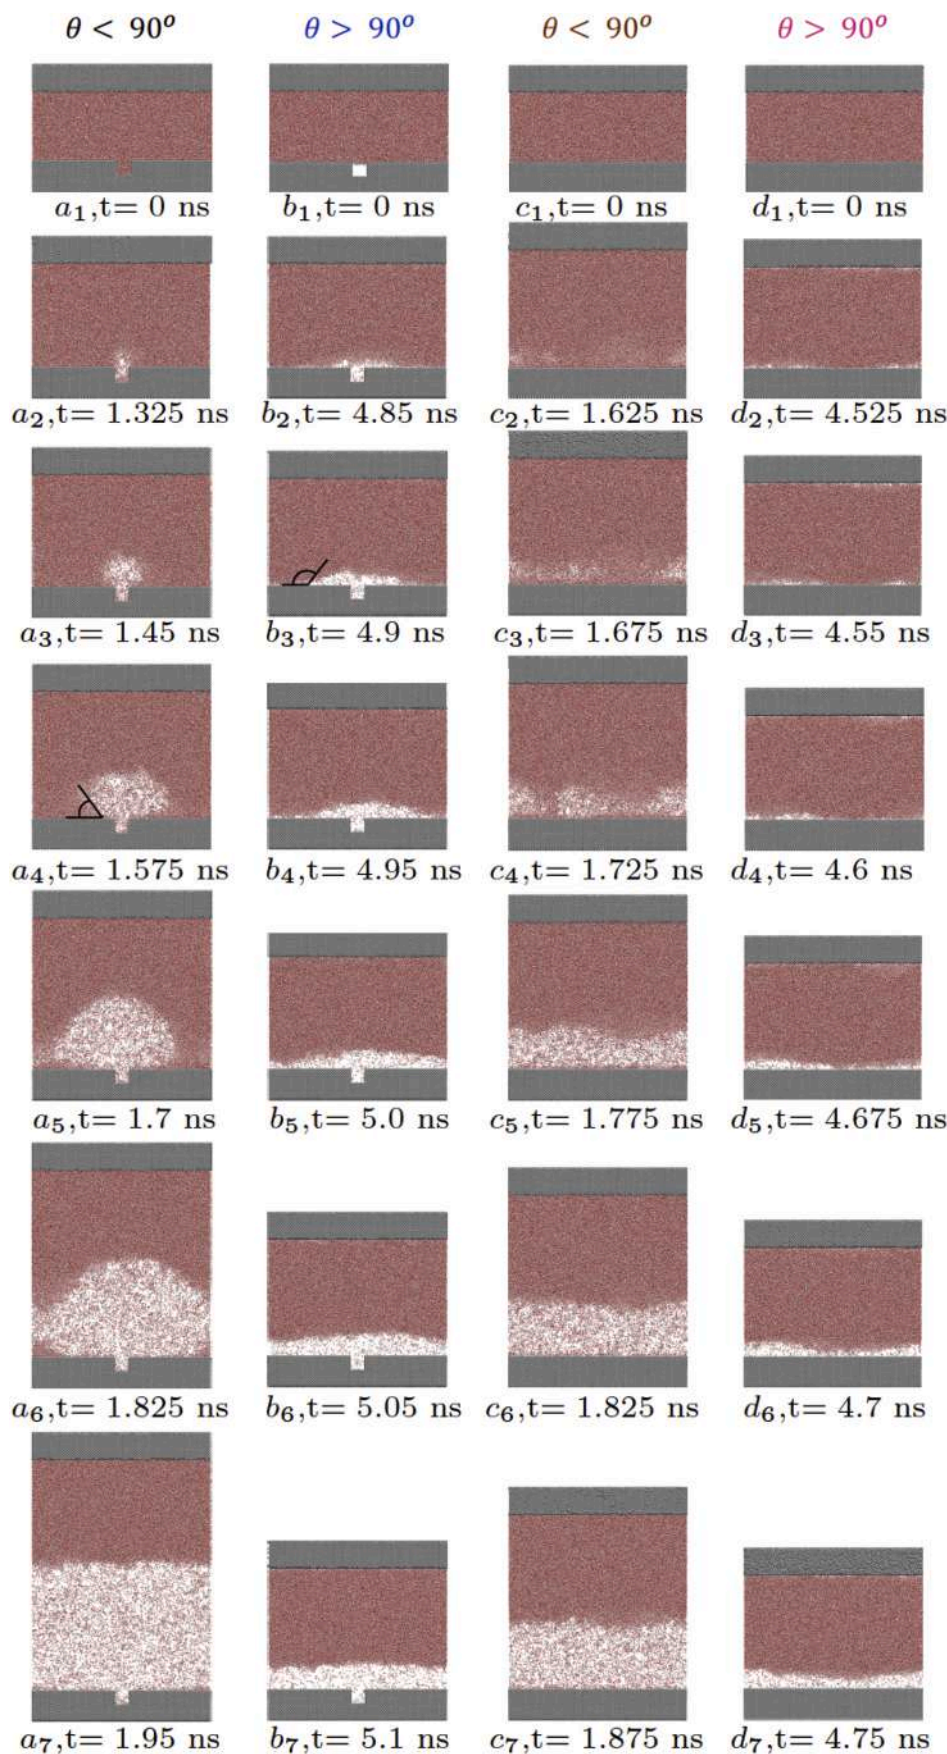 θ < 90º θ > 90º θ < 90º θ > 90º
a₁,t= 0 ns b₁,t= 0 ns c₁,t= 0 ns d₁,t= 0 ns
a₂,t= 1.325 ns b₂,t= 4.85 ns c₂,t= 1.625 ns d₂,t= 4.525 ns
a₃,t= 1.45 ns b₃,t= 4.9 ns c₃,t= 1.675 ns d₃,t= 4.55 ns
a₄,t= 1.575 ns b₄,t= 4.95 ns c₄,t= 1.725 ns d₄,t= 4.6 ns
a₅,t= 1.7 ns b₅,t= 5.0 ns c₅,t= 1.775 ns d₅,t= 4.675 ns
a₆,t= 1.825 ns b₆,t= 5.05 ns c₆,t= 1.825 ns d₆,t= 4.7 ns
a₇,t= 1.95 ns b₇,t= 5.1 ns c₇,t= 1.875 ns d₇,t= 4.75 ns